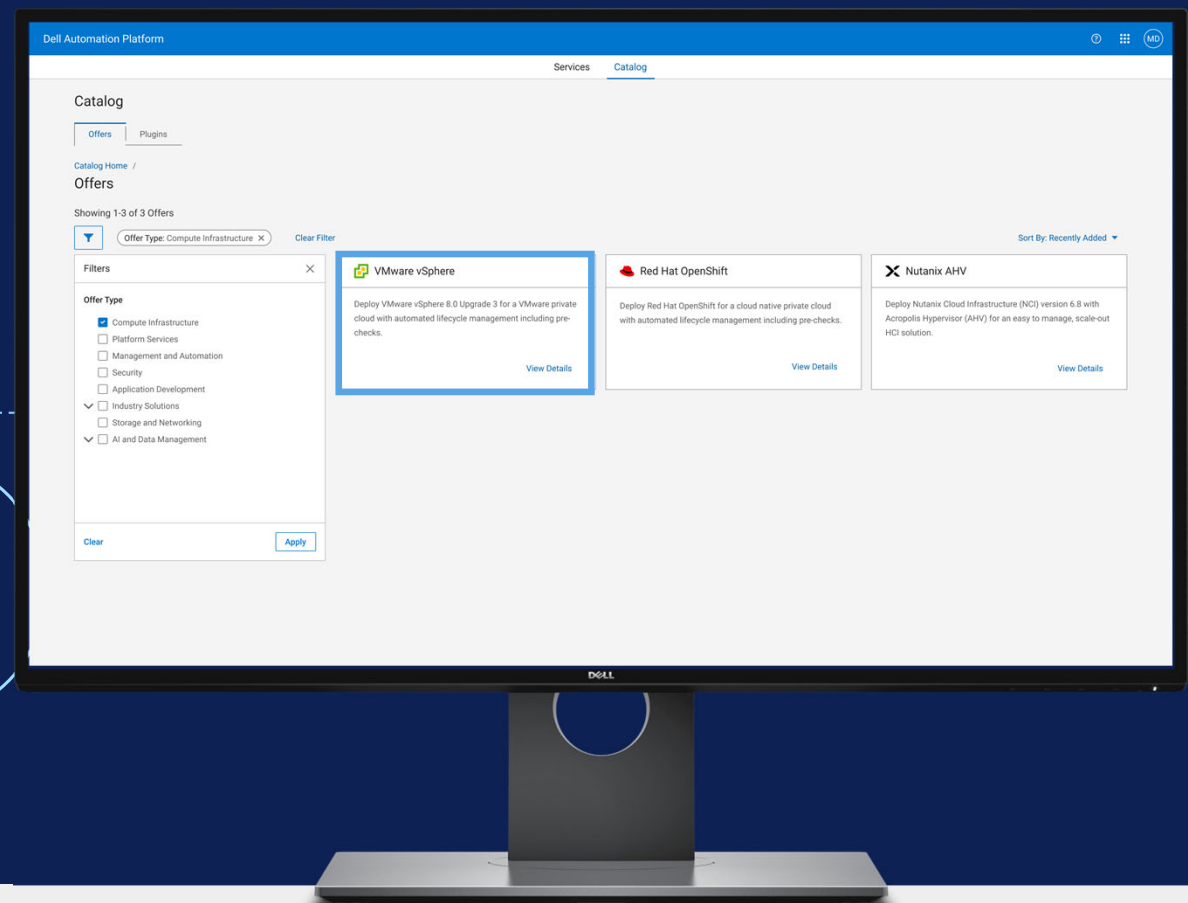 Dell Automation Platform
MD
Services Catalog
Catalog
Offers Plugins
Catalog Home /
Offers
Showing 1-3 of 3 Offers
Offer Type: Compute Infrastructure
Clear Filter
Sort By: Recently Added
Filters
Offer Type
Compute Infrastructure
Platform Services
Management and Automation
Security
Application Development
Industry Solutions
Storage and Networking
AI and Data Management
Clear
Apply
VMware vSphere
Deploy VMware vSphere 8.0 Upgrade 3 for a VMware private
cloud with automated lifecycle management including pre-
checks.
View Details
Red Hat OpenShift
Deploy Red Hat OpenShift for a cloud native private cloud
with automated lifecycle management including pre-checks.
View Details
Nutanix AHV
Deploy Nutanix Cloud Infrastructure (NCI) version 6.8 with
Acropolis Hypervisor (AHV) for an easy to manage, scale-out
HCI solution.
View Details
DELL